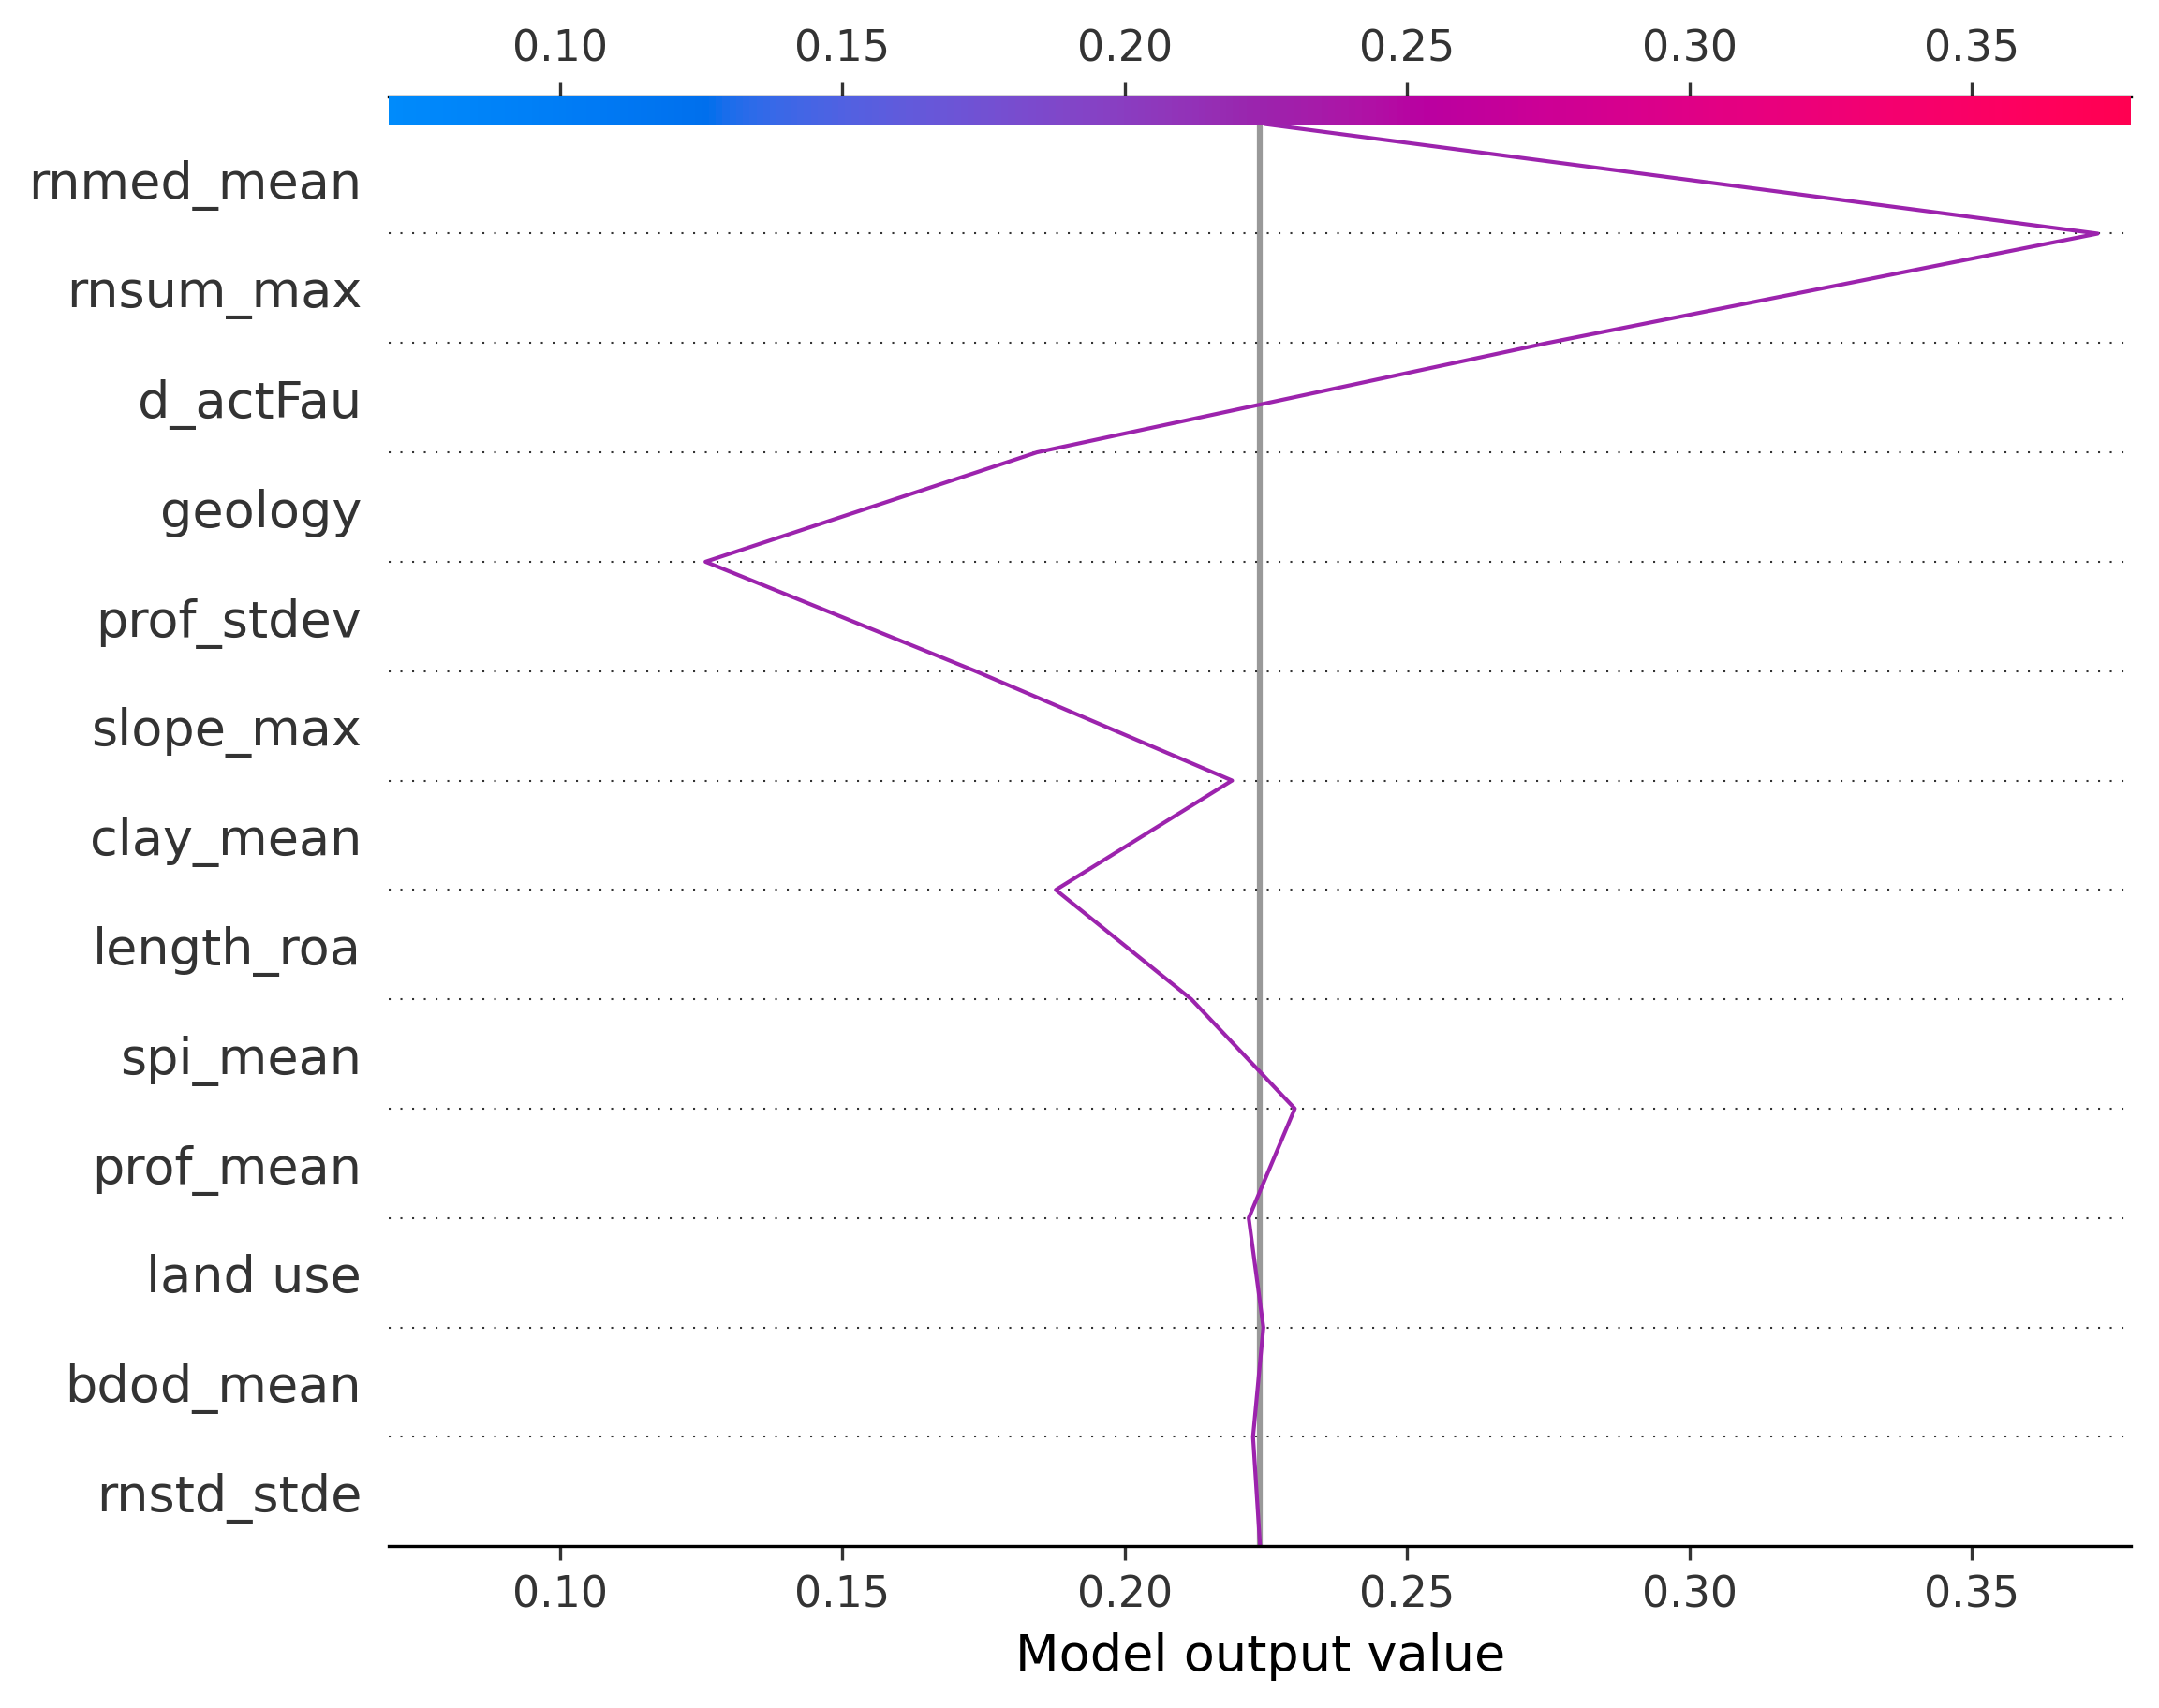 0.10 0.15 0.20 0.25 0.30 0.35
rnmed_mean
rnsum_max
d_actFau
geology
prof_stdev
slope_max
clay_mean
length_roa
spi_mean
prof_mean
land use
bdod_mean
rnstd_stde
0.10 0.15 0.20 0.25 0.30 0.35
Model output value